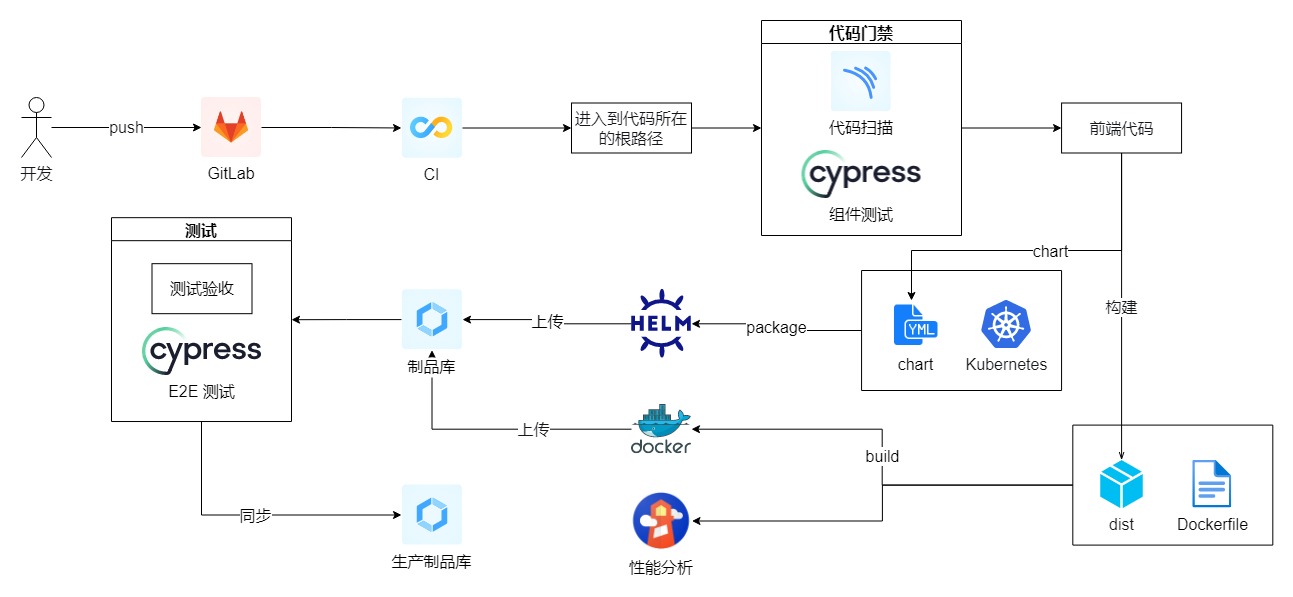 代码门禁
代码扫描
cypress
组件测试
开发
push
GitLab
CI
进入到代码所在
的根路径
前端代码
chart
构建
测试
测试验收
cypress
E2E 测试
制品库
上传
HELM
package
YML
chart
Kubernetes
上传
docker
build
dist
Dockerfile
同步
生产制品库
性能分析